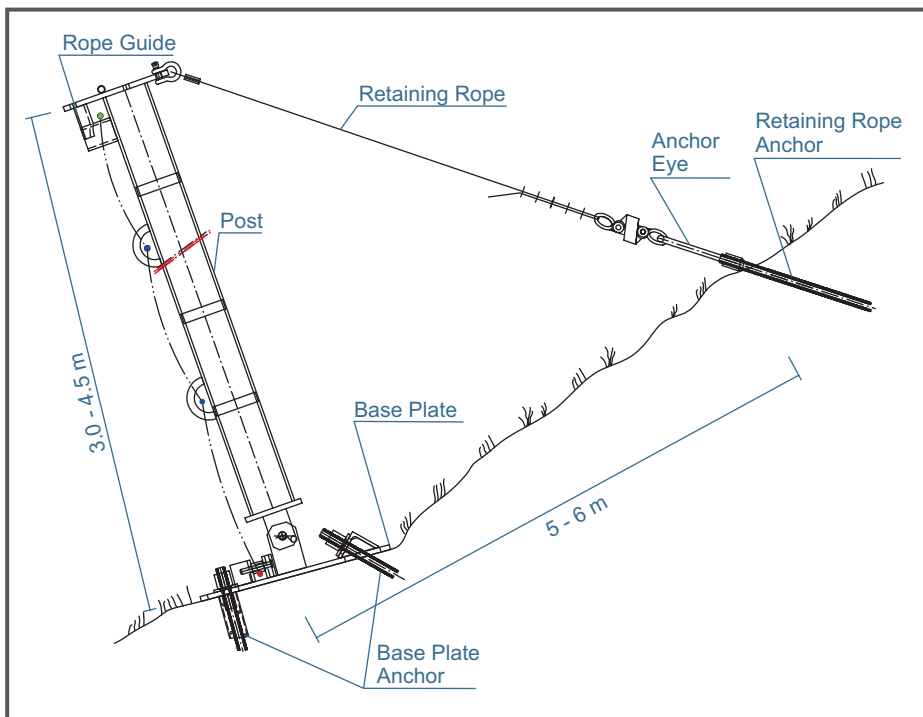 Rope Guide
Retaining Rope
Anchor
Eye
Retaining Rope
Anchor
Post
3.0 - 4.5 m
Base Plate
5 - 6 m
Base Plate
Anchor